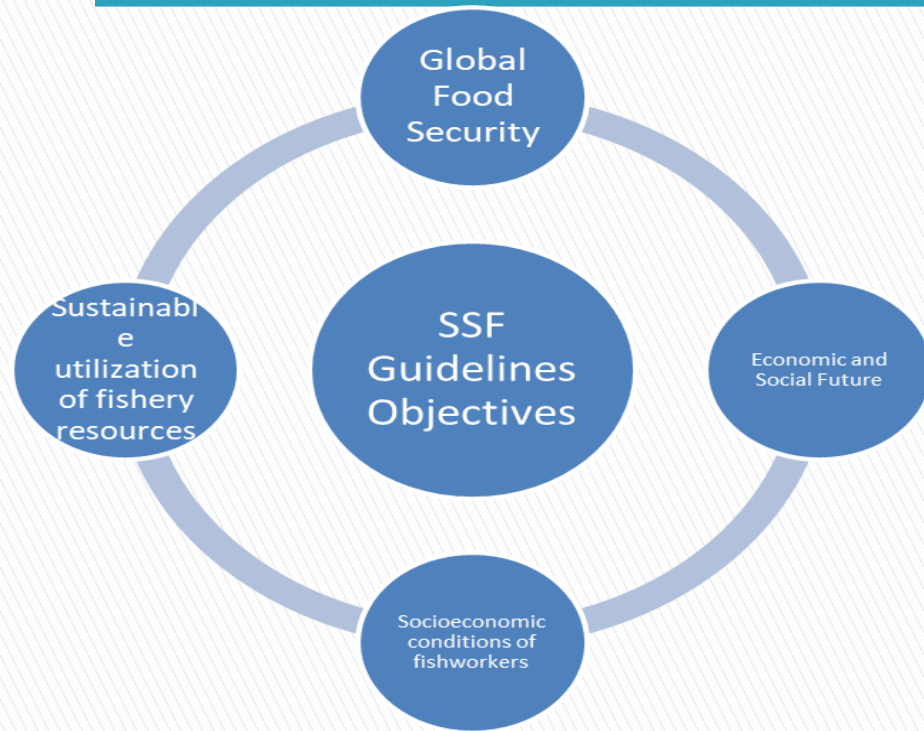 Global
Food
Security
SSF
Guidelines
Objectives
Economic and
Social Future
Socioeconomic
conditions of
fishworkers
Sustainabl
e
utilization
of fishery
resources